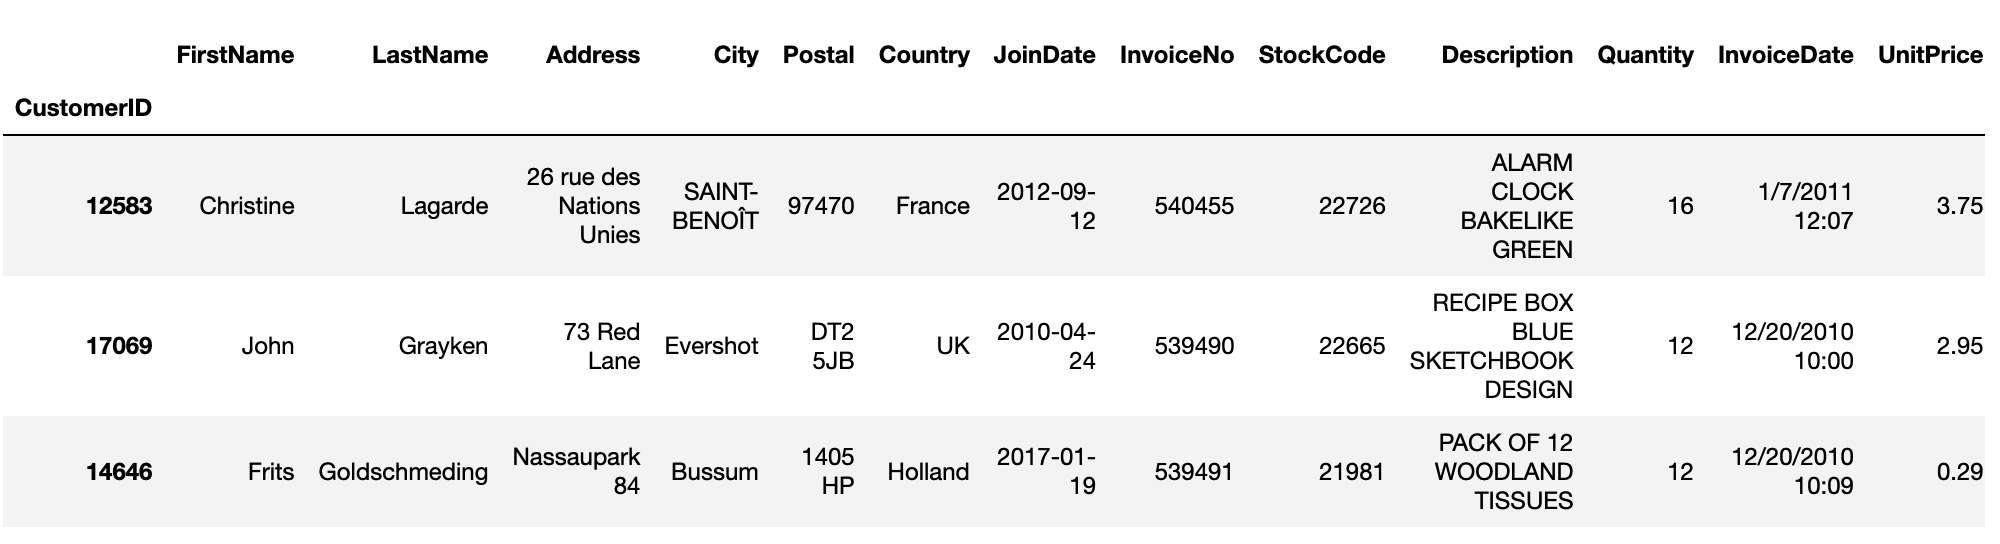 FirstName LastName Address City Postal Country JoinDate InvoiceNo StockCode Description Quantity InvoiceDate UnitPrice
CustomerID
12583 Christine Lagarde 26 rue des Nations Unies SAINT-BENOÎT 97470 France 2012-09-12 540455 22726 ALARM CLOCK BAKELIKE GREEN 16 1/7/2011 12:07 3.75
17069 John Grayken 73 Red Lane Evershot DT2 5JB UK 2010-04-24 539490 22665 RECIPE BOX BLUE SKETCHBOOK DESIGN 12 12/20/2010 10:00 2.95
14646 Frits Goldschmeding Nassaupark 84 Bussum 1405 HP Holland 2017-01-19 539491 21981 PACK OF 12 WOODLAND TISSUES 12 12/20/2010 10:09 0.29